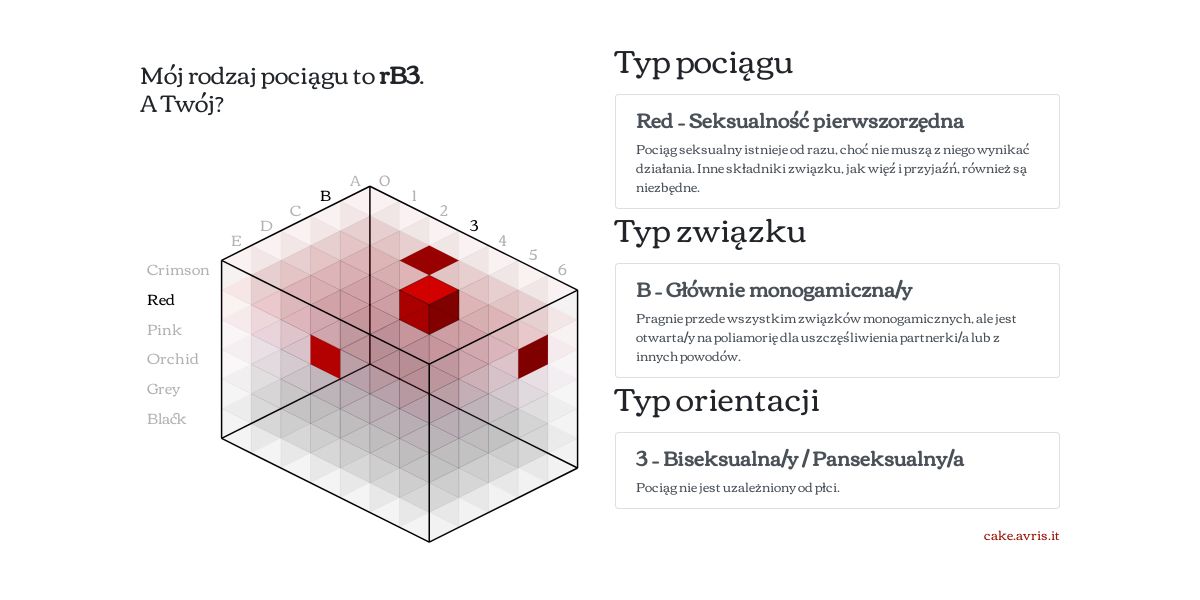 Mój rodzaj pociągu to rB3.
A Twój?
A O
B 1
C 2
D 3
E 4
5
6
Crimson
Red
Pink
Orchid
Grey
Black
Typ pociągu
Red - Seksualność pierwszorzędna
Pociąg seksualny istnieje od razu, choć nie muszą z niego wynikać
działania. Inne składniki związku, jak więź i przyjaźń, również są
niezbędne.
Typ związku
B - Głównie monogamiczna/y
Pragnie przede wszystkim związków monogamicznych, ale jest
otwarta/y na poliamorię dla uszczęśliwienia partnerki/a lub z
innych powodów.
Typ orientacji
3 - Biseksualna/y / Panseksualny/a
Pociąg nie jest uzależniony od płci.
cake.avris.it